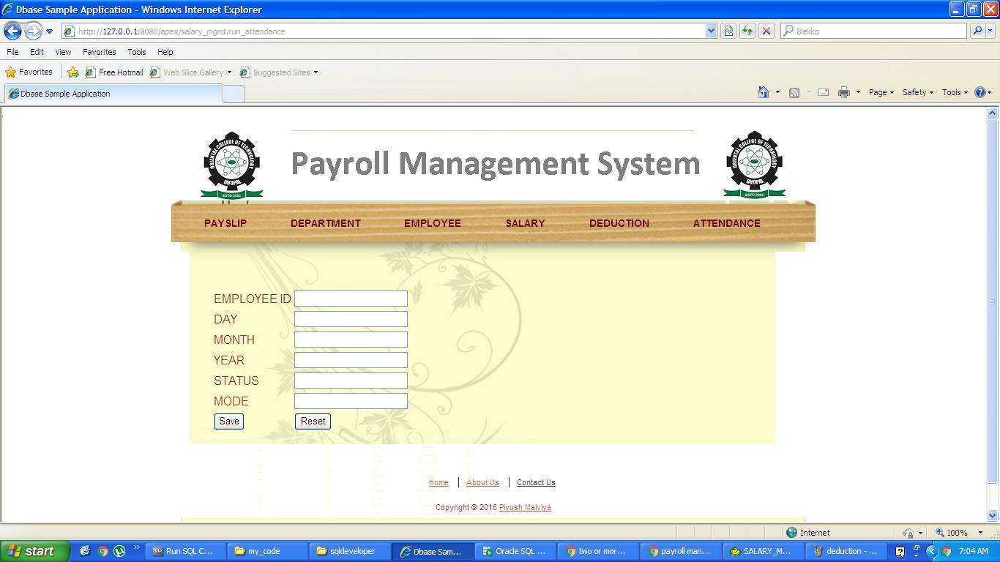 Dbase Sample Application - Windows Internet Explorer
http://127.0.0.1:8080/apex/salary_mgmt.run_attendance
Blekko
File Edit View Favorites Tools Help
Favorites Free Hotmail Web Slice Gallery Suggested Sites
Dbase Sample Application
Page Safety Tools
ORIENTAL COLLEGE OF TECHNOLOGY
BHOPAL
ESTD-2002
Payroll Management System
ORIENTAL COLLEGE OF TECHNOLOGY
BHOPAL
ESTD-2002
PAYSLIP DEPARTMENT EMPLOYEE SALARY DEDUCTION ATTENDANCE
EMPLOYEE ID
DAY
MONTH
YEAR
STATUS
MODE
Save Reset
Home About Us Contact Us
Copyright © 2016 Piyush Malviya
Internet 100%
start Run SQL C... my_code sqldeveloper Dbase Sam... Oracle SQL ... two or mor... payroll man... SALARY_M... deduction - ... 7:04 AM